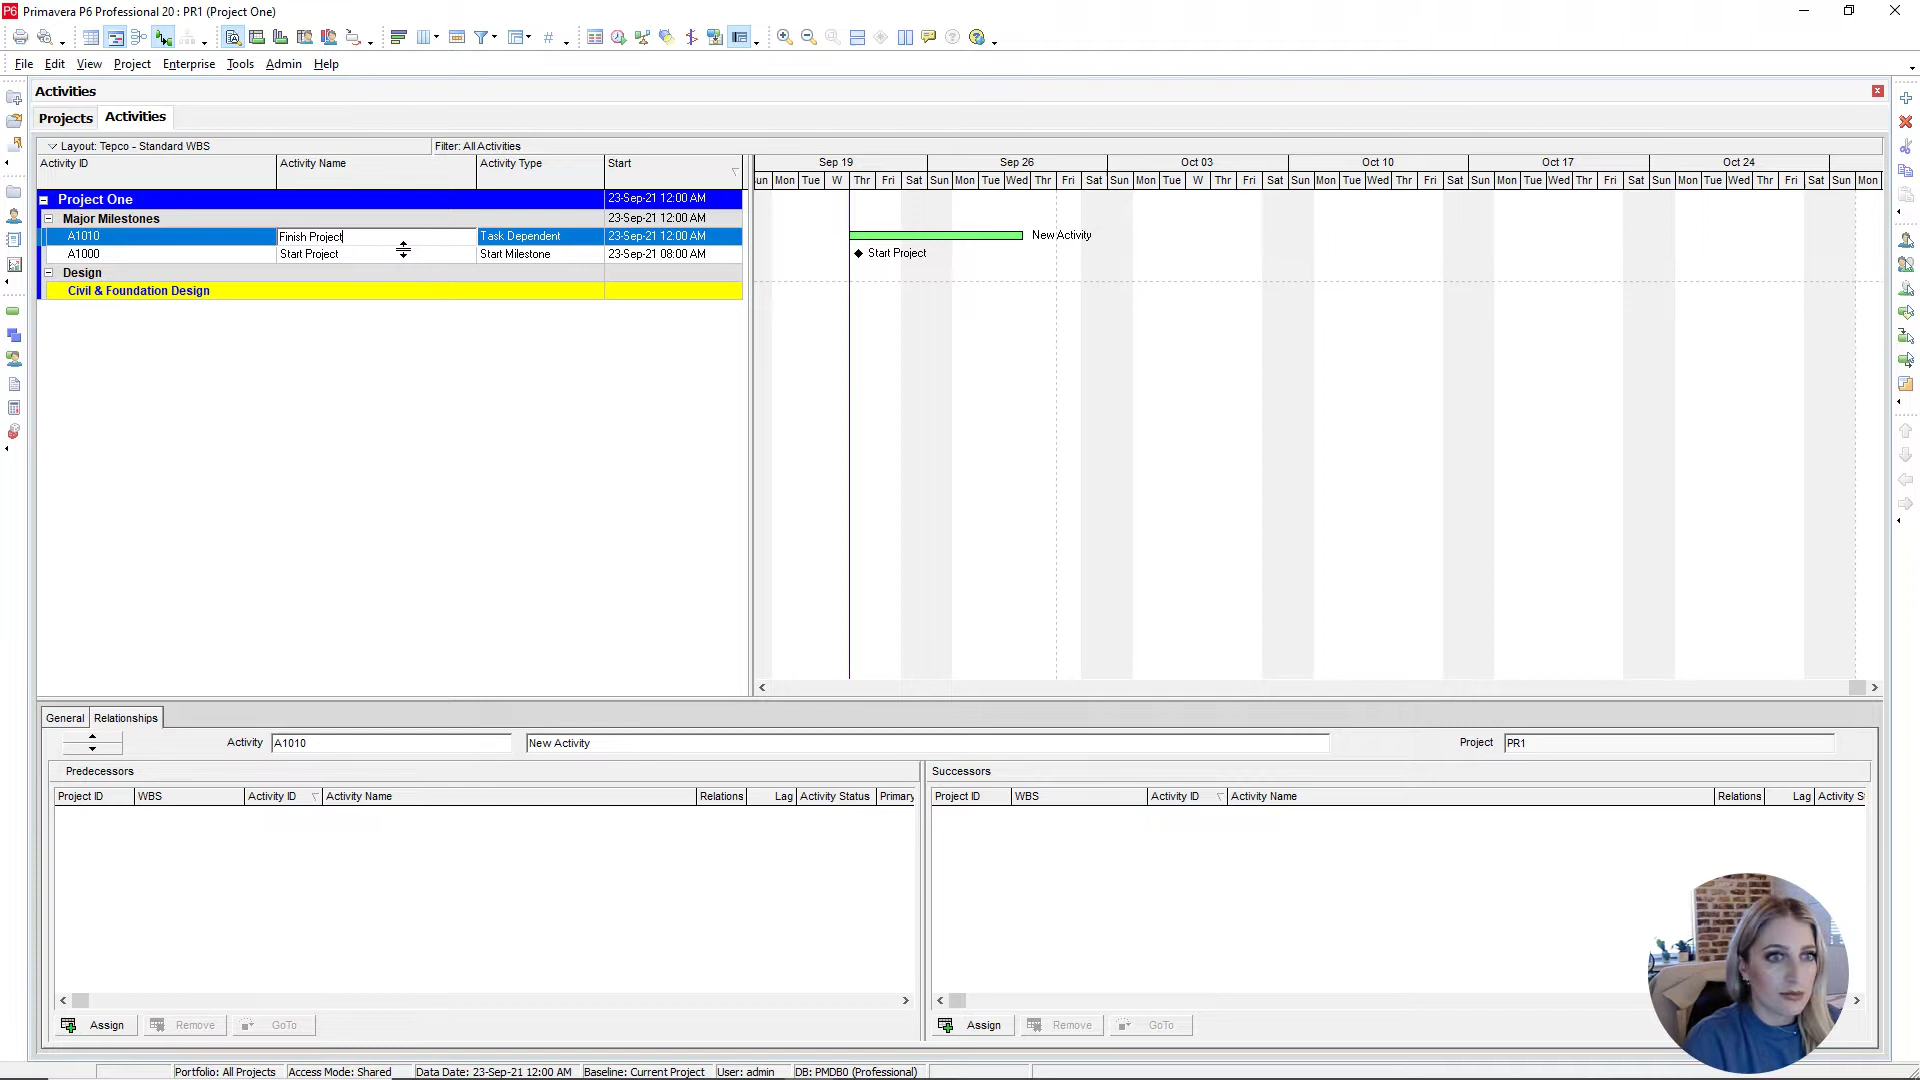 P6 Primavera P6 Professional 20 : PR1 (Project One)
File Edit View Project Enterprise Tools Admin Help
Activities
Projects Activities
Layout: Tepco - Standard WBS Filter: All Activities
Activity ID Activity Name Activity Type Start
Sep 19 Sep 26 Oct 03 Oct 10 Oct 17 Oct 24
un Mon Tue W Thr Fri Sat Sun Mon Tue Wed Thr Fri Sat Sun Mon Tue W Thr Fri Sat Sun Mon Tue Wed Thr Fri Sat Sun Mon Tue Wed Thr Fri Sat Sun Mon Tue Wed Thr Fri Sat Sun Mon
Project One 23-Sep-21 12:00 AM
Major Milestones 23-Sep-21 12:00 AM
A1010 Finish Project Task Dependent 23-Sep-21 12:00 AM New Activity
A1000 Start Project Start Milestone 23-Sep-21 08:00 AM Start Project
Design
Civil & Foundation Design
General Relationships
Activity A1010 New Activity Project PR1
Predecessors Successors
Project ID WBS Activity ID Activity Name Relations Lag Activity Status Primary
Project ID WBS Activity ID Activity Name Relations Lag Activity S
Assign Remove GoTo Assign Remove GoTo
Portfolio: All Projects Access Mode: Shared Data Date: 23-Sep-21 12:00 AM Baseline: Current Project User: admin DB: PMDB0 (Professional)